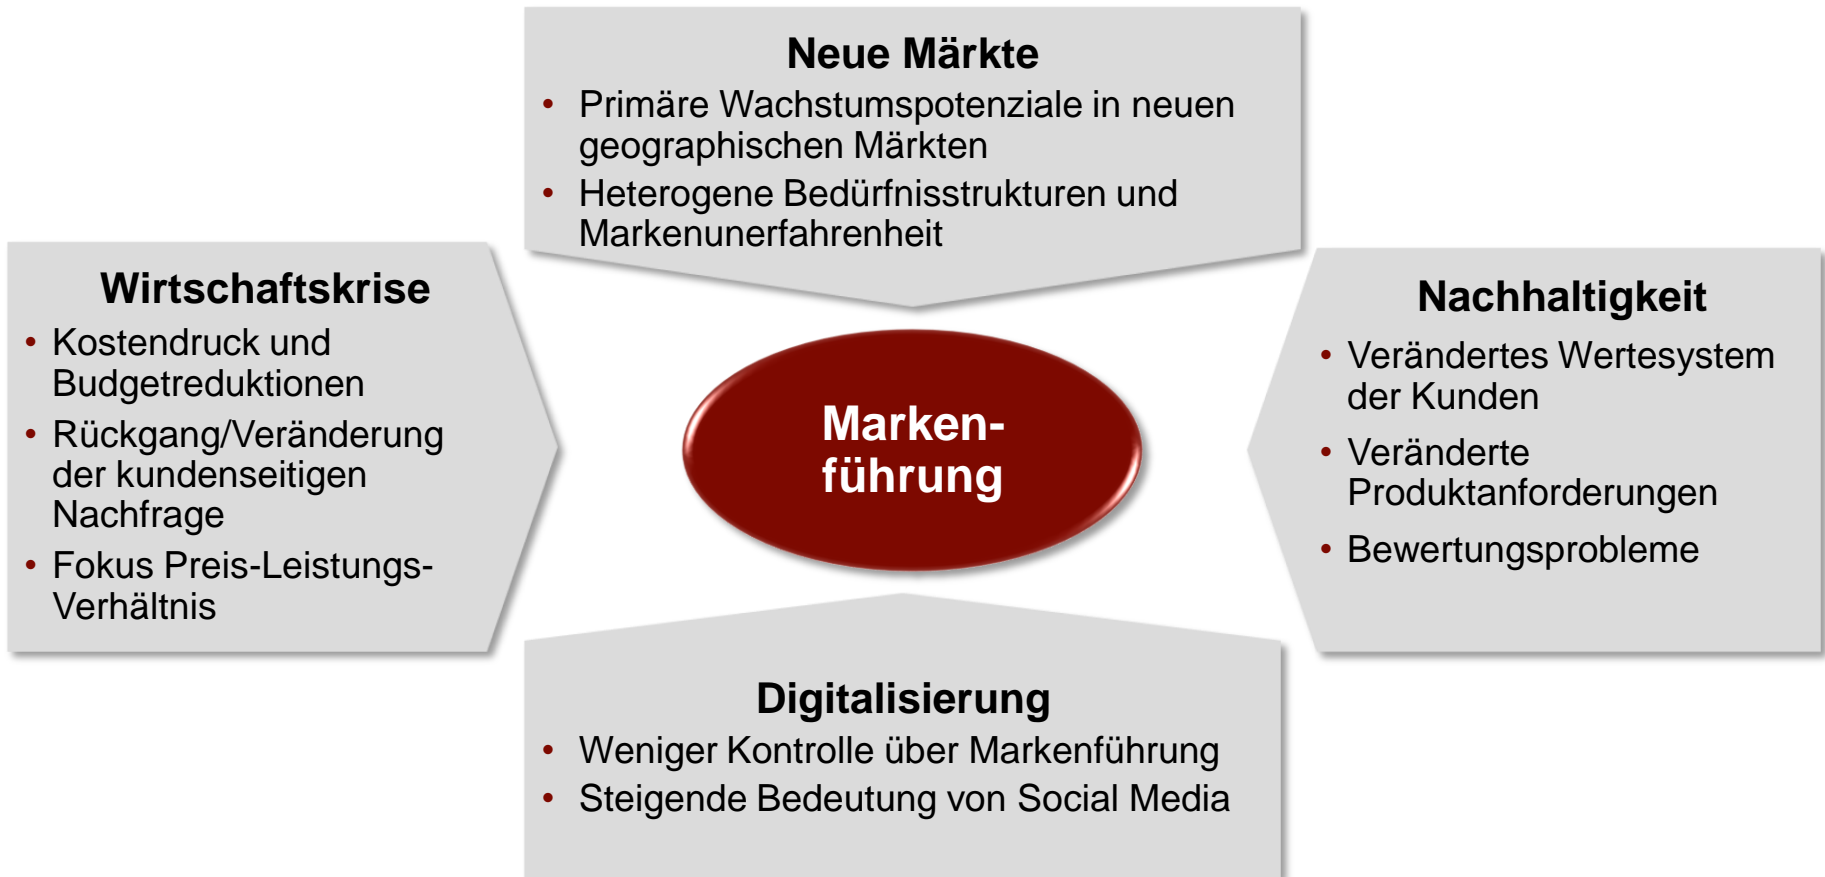 Neue Märkte
• Primäre Wachstumspotenziale in neuen
geographischen Märkten
• Heterogene Bedürfnisstrukturen und
Markenunerfahrenheit
Wirtschaftskrise
• Kostendruck und
Budgetreduktionen
• Rückgang/Veränderung
der kundenseitigen
Nachfrage
• Fokus Preis-Leistungs-
Verhältnis
Marken-
führung
Nachhaltigkeit
• Verändertes Wertesystem
der Kunden
• Veränderte
Produktanforderungen
• Bewertungsprobleme
Digitalisierung
• Weniger Kontrolle über Markenführung
• Steigende Bedeutung von Social Media